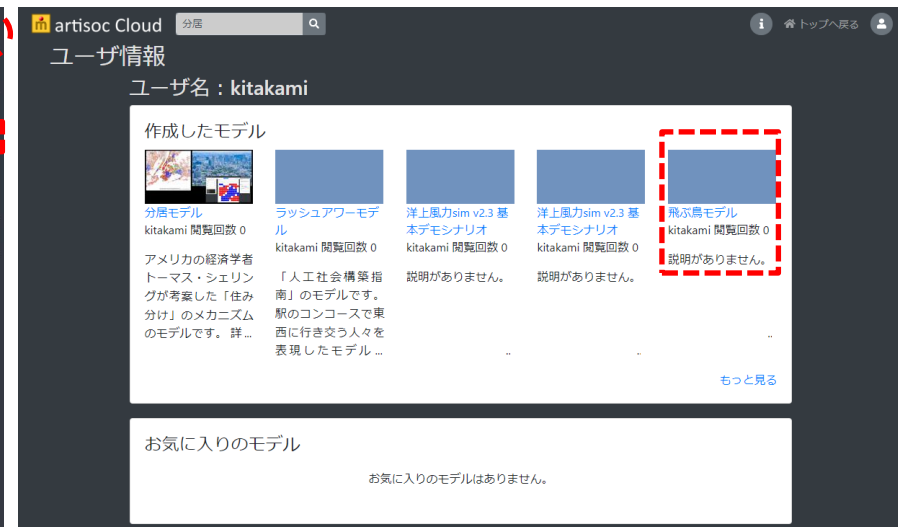 artisoc Cloud 分居
トップへ戻る
ユーザ情報
ユーザ名：kitakami
作成したモデル
分居モデル
kitakami 閲覧回数 0
アメリカの経済学者
トーマス・シェリン
グが考案した「住み
分け」のメカニズム
のモデルです。 詳...
ラッシュアワーモデ
ル
kitakami 閲覧回数 0
「人工社会構築指
南」のモデルです。
駅のコンコースで東
西に行き交う人々を
表現したモデル...
洋上風力sim v2.3 基
本デモシナリオ
kitakami 閲覧回数 0
説明がありません。
..
洋上風力sim v2.3 基
本デモシナリオ
kitakami 閲覧回数 0
説明がありません。
..
飛ぶ鳥モデル
kitakami 閲覧回数 0
説明がありません。
..
もっと見る
お気に入りのモデル
お気に入りのモデルはありません。